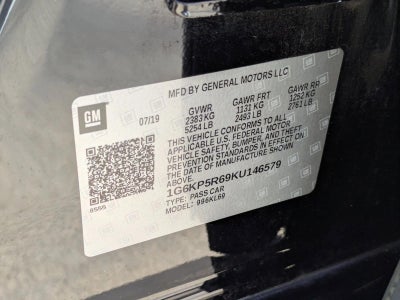 MFD BY GENERAL MOTORS LLC
GM
07/19
GVWR GAWR FRT GAWR RR
2383 KG 1131 KG 1252 KG
5254 LB 2493 LB 2761 LB
THIS VEHICLE CONFORMS TO ALL
APPLICABLE U.S. FEDERAL MOTOR
VEHICLE SAFETY, BUMPER, AND THEFT
PREVENTION STANDARDS IN EFFECT ON
THE DATE OF MANUFACTURE SHOWN
ABOVE.
1G6KP5R69KU146579
TYPE: PASS CAR
MODEL: 996KL69